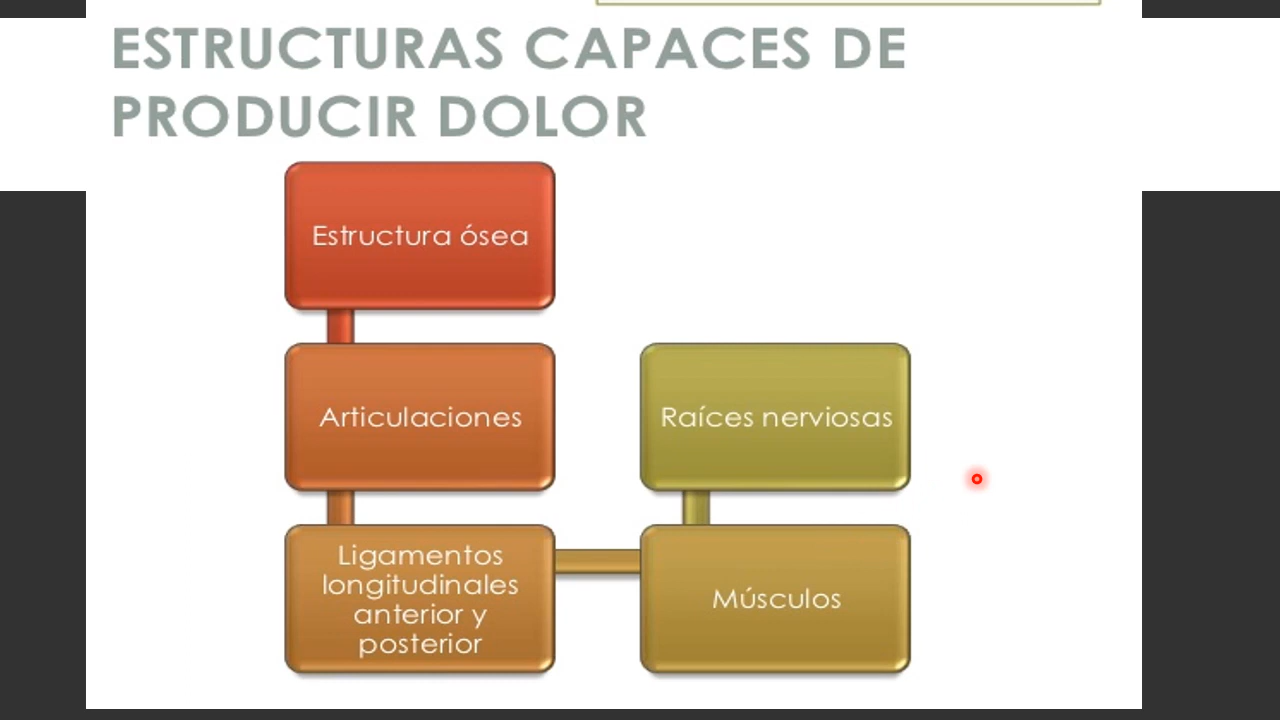 ESTRUCTURAS CAPACES DE
PRODUCIR DOLOR
Estructura ósea
Articulaciones
Ligamentos
longitudinales
anterior y
posterior
Músculos
Raíces nerviosas